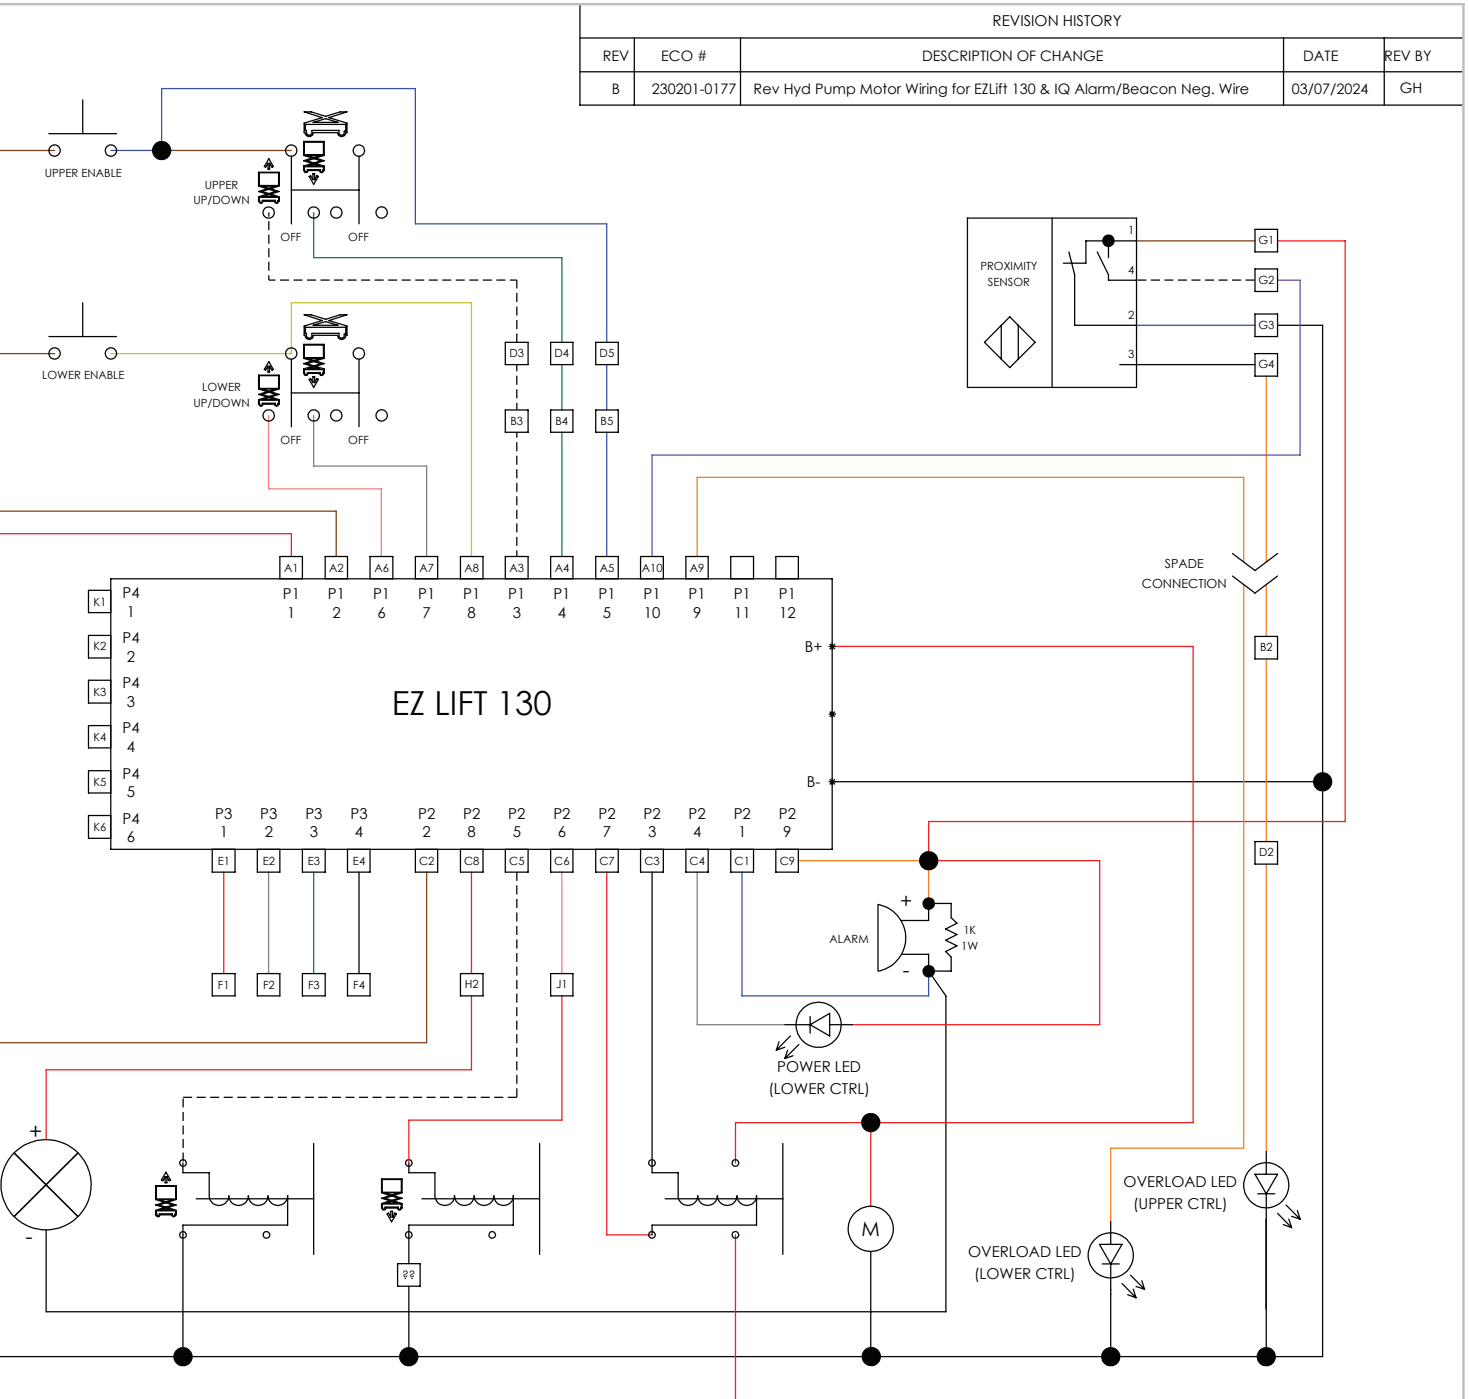 REVISION HISTORY
REV ECO # DESCRIPTION OF CHANGE DATE REV BY
B 230201-0177 Rev Hyd Pump Motor Wiring for EZLift 130 & IQ Alarm/Beacon Neg. Wire 03/07/2024 GH
UPPER ENABLE
UPPER
UP/DOWN
OFF OFF
LOWER ENABLE
LOWER
UP/DOWN
OFF OFF
D3 D4 D5
B3 B4 B5
PROXIMITY
SENSOR
1
4
2
3
G1
G2
G3
G4
SPADE
CONNECTION
B2
D2
A1 A2 A6 A7 A8 A3 A4 A5 A10 A9
P1 P1 P1 P1 P1 P1 P1 P1 P1 P1 P1 P1
1 2 6 7 8 3 4 5 10 9 11 12
K1 P4
1
K2 P4
2
K3 P4
3
K4 P4
4
K5 P4
5
K6 P4
6
EZ LIFT 130
B+
B-
P3 P3 P3 P3 P2 P2 P2 P2 P2 P2 P2 P2 P2
1 2 3 4 2 8 5 6 7 3 4 1 9
E1 E2 E3 E4 C2 C8 C5 C6 C7 C3 C4 C1 C9
F1 F2 F3 F4 H2 J1
+
ALARM
-
1K
1W
POWER LED
(LOWER CTRL)
+
-
??
M
OVERLOAD LED
(UPPER CTRL)
OVERLOAD LED
(LOWER CTRL)